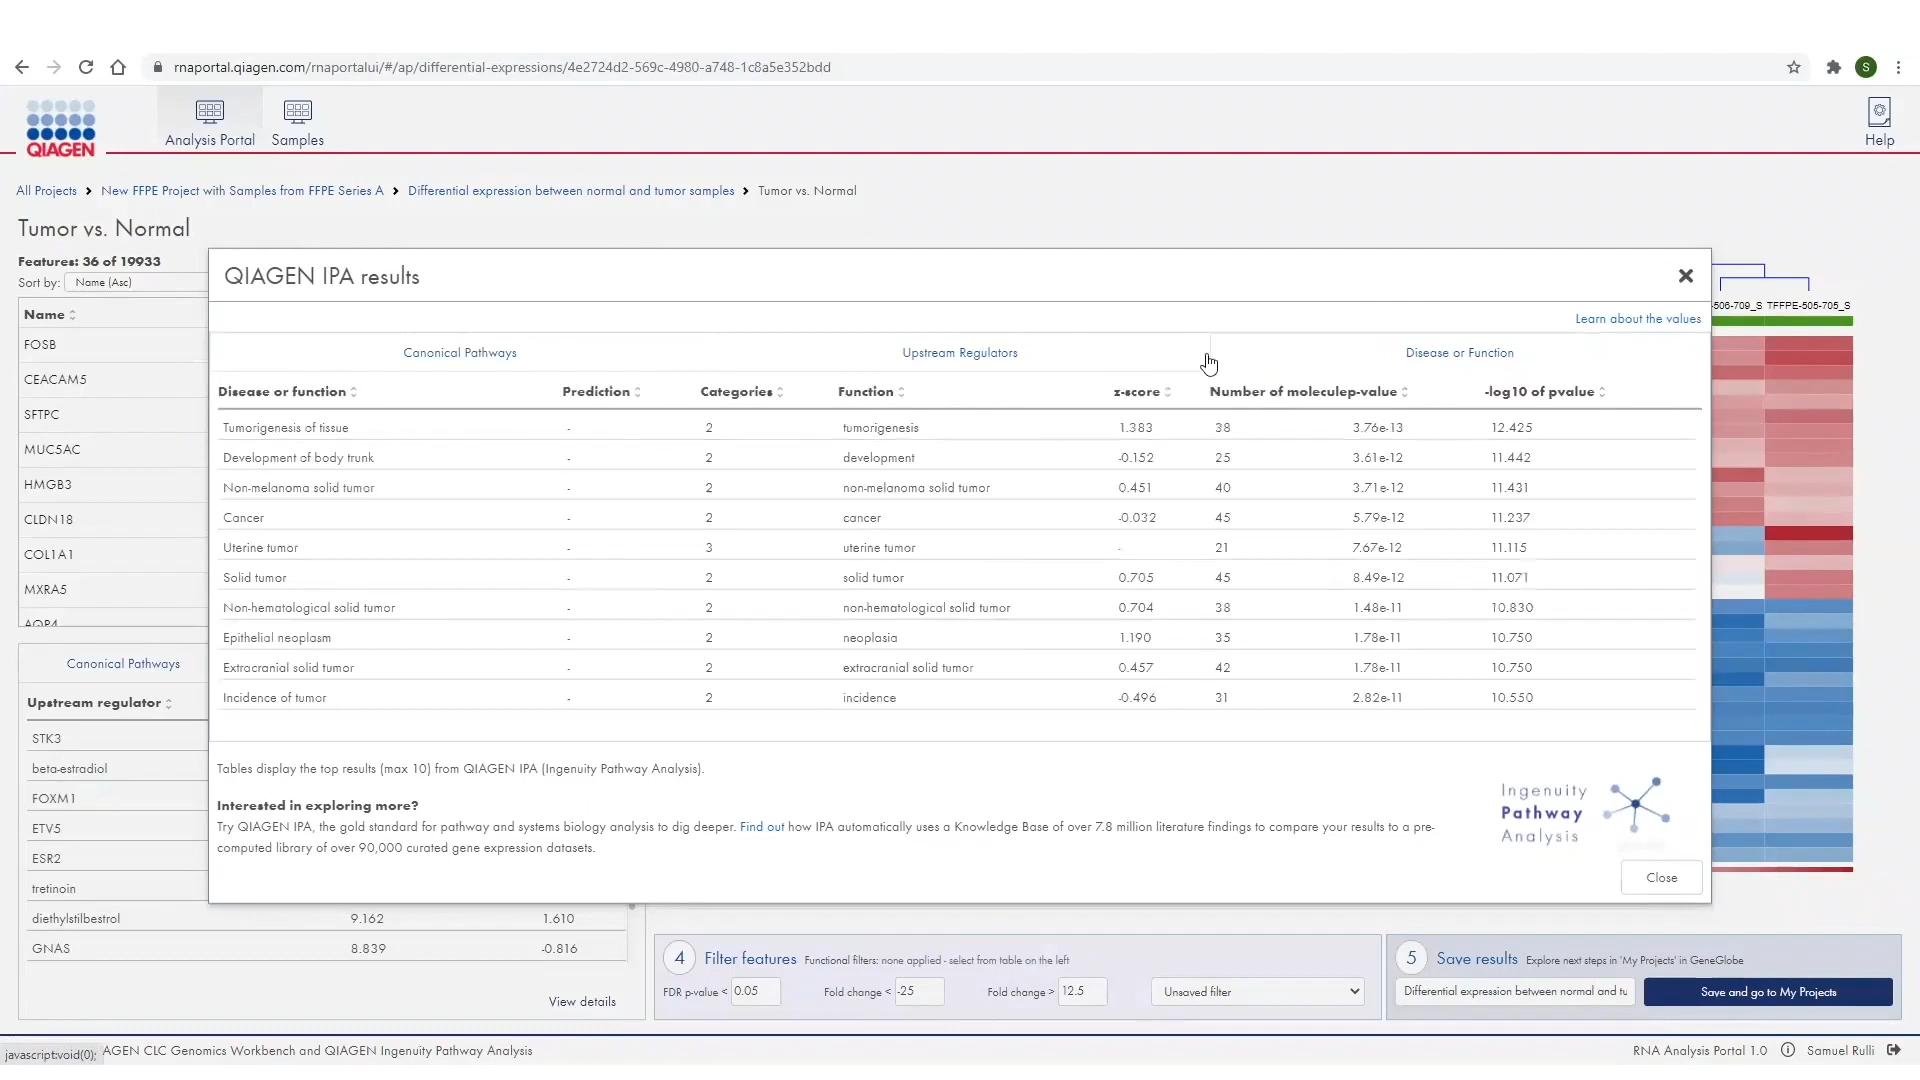 rnaportal.qiagen.com/rnaportalui/#/ap/differential-expressions/4e2724d2-569c-4980-a748-1c8a5e352bdd
S
QIAGEN
Analysis Portal
Samples
Help
All Projects > New FFPE Project with Samples from FFPE Series A > Differential expression between normal and tumor samples > Tumor vs. Normal
Tumor vs. Normal
Features: 36 of 19933
Sort by: Name (Asc)
Name
FOSB
CEACAM5
SFTPC
MUC5AC
HMGB3
CLDN18
COL1A1
MXRA5
AQP4
Canonical Pathways
Upstream regulator
STK3
beta-estradiol
FOXM1
ETV5
ESR2
tretinoin
diethylstilbestrol 9.162 1.610
GNAS 8.839 -0.816
View details
QIAGEN IPA results
Learn about the values
Canonical Pathways Upstream Regulators Disease or Function
Disease or function Prediction Categories Function z-score Number of moleculep-value -log10 of pvalue
Tumorigenesis of tissue - 2 tumorigenesis 1.383 38 3.76e-13 12.425
Development of body trunk - 2 development -0.152 25 3.61e-12 11.442
Non-melanoma solid tumor - 2 non-melanoma solid tumor 0.451 40 3.71e-12 11.431
Cancer - 2 cancer -0.032 45 5.79e-12 11.237
Uterine tumor - 3 uterine tumor - 21 7.67e-12 11.115
Solid tumor - 2 solid tumor 0.705 45 8.49e-12 11.071
Non-hematological solid tumor - 2 non-hematological solid tumor 0.704 38 1.48e-11 10.830
Epithelial neoplasm - 2 neoplasia 1.190 35 1.78e-11 10.750
Extracranial solid tumor - 2 extracranial solid tumor 0.457 42 1.78e-11 10.750
Incidence of tumor - 2 incidence -0.496 31 2.82e-11 10.550
Tables display the top results (max 10) from QIAGEN IPA (Ingenuity Pathway Analysis).
Interested in exploring more?
Try QIAGEN IPA, the gold standard for pathway and systems biology analysis to dig deeper. Find out how IPA automatically uses a Knowledge Base of over 7.8 million literature findings to compare your results to a pre-
computed library of over 90,000 curated gene expression datasets.
Ingenuity
Pathway
Analysis
Close
-506-709_S TFFPE-505-705_S
4 Filter features Functional filters: none applied - select from table on the left
FDR p-value < 0.05 Fold change < -25 Fold change > 12.5 Unsaved filter
5 Save results Explore next steps in 'My Projects' in GeneGlobe
Differential expression between normal and tu Save and go to My Projects
javascript:void(0); AGEN CLC Genomics Workbench and QIAGEN Ingenuity Pathway Analysis
RNA Analysis Portal 1.0 Samuel Rulli